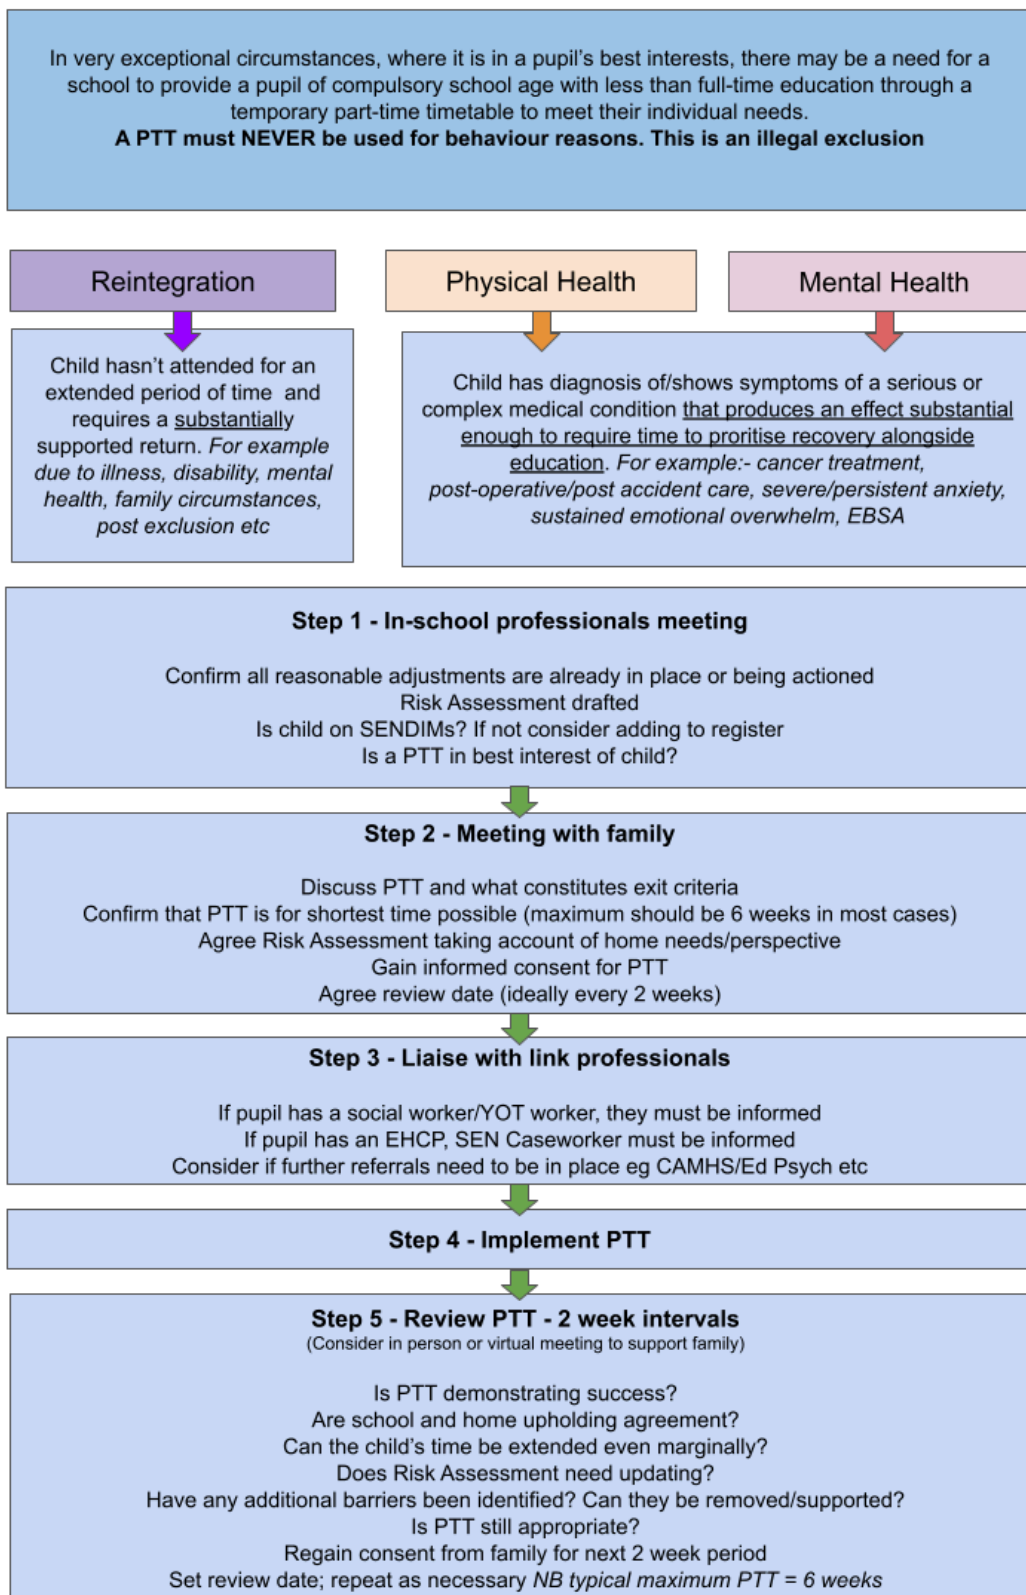 In very exceptional circumstances, where it is in a pupil's best interests, there may be a need for a
school to provide a pupil of compulsory school age with less than full-time education through a
temporary part-time timetable to meet their individual needs.
A PTT must NEVER be used for behaviour reasons. This is an illegal exclusion
Reintegration
Child hasn't attended for an
extended period of time and
requires a substantially
supported return. For example
due to illness, disability, mental
health, family circumstances,
post exclusion etc
Physical Health
Mental Health
Child has diagnosis of/shows symptoms of a serious or
complex medical condition that produces an effect substantial
enough to require time to proritise recovery alongside
education. For example:- cancer treatment,
post-operative/post accident care, severe/persistent anxiety,
sustained emotional overwhelm, EBSA
Step 1 - In-school professionals meeting
Confirm all reasonable adjustments are already in place or being actioned
Risk Assessment drafted
Is child on SENDIMs? If not consider adding to register
Is a PTT in best interest of child?
Step 2 - Meeting with family
Discuss PTT and what constitutes exit criteria
Confirm that PTT is for shortest time possible (maximum should be 6 weeks in most cases)
Agree Risk Assessment taking account of home needs/perspective
Gain informed consent for PTT
Agree review date (ideally every 2 weeks)
Step 3 - Liaise with link professionals
If pupil has a social worker/YOT worker, they must be informed
If pupil has an EHCP, SEN Caseworker must be informed
Consider if further referrals need to be in place eg CAMHS/Ed Psych etc
Step 4 - Implement PTT
Step 5 - Review PTT - 2 week intervals
(Consider in person or virtual meeting to support family)
Is PTT demonstrating success?
Are school and home upholding agreement?
Can the child's time be extended even marginally?
Does Risk Assessment need updating?
Have any additional barriers been identified? Can they be removed/supported?
Is PTT still appropriate?
Regain consent from family for next 2 week period
Set review date; repeat as necessary NB typical maximum PTT = 6 weeks